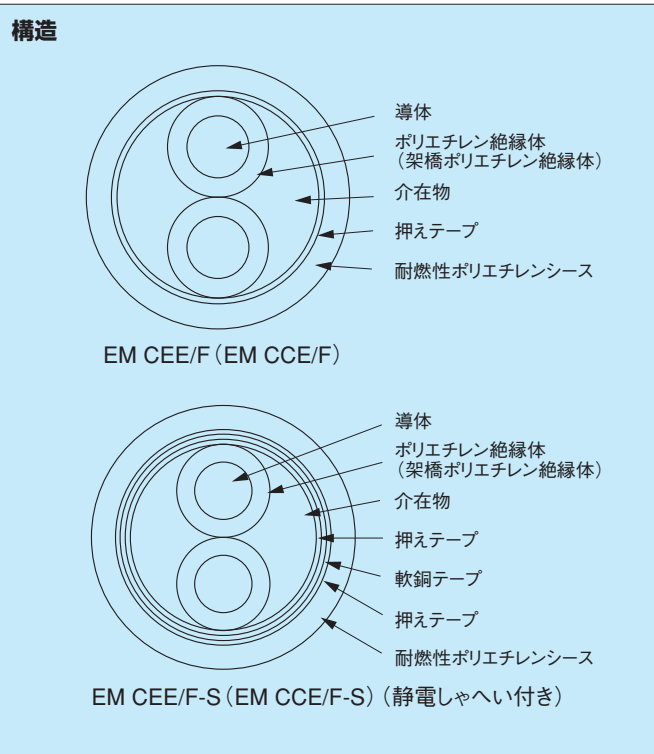 構造
導体
ポリエチレン絶縁体
（架橋ポリエチレン絶縁体）
介在物
押えテープ
耐燃性ポリエチレンシース
EM CEE/F（EM CCE/F）
導体
ポリエチレン絶縁体
（架橋ポリエチレン絶縁体）
介在物
押えテープ
軟銅テープ
押えテープ
耐燃性ポリエチレンシース
EM CEE/F-S（EM CCE/F-S）（静電しゃへい付き）